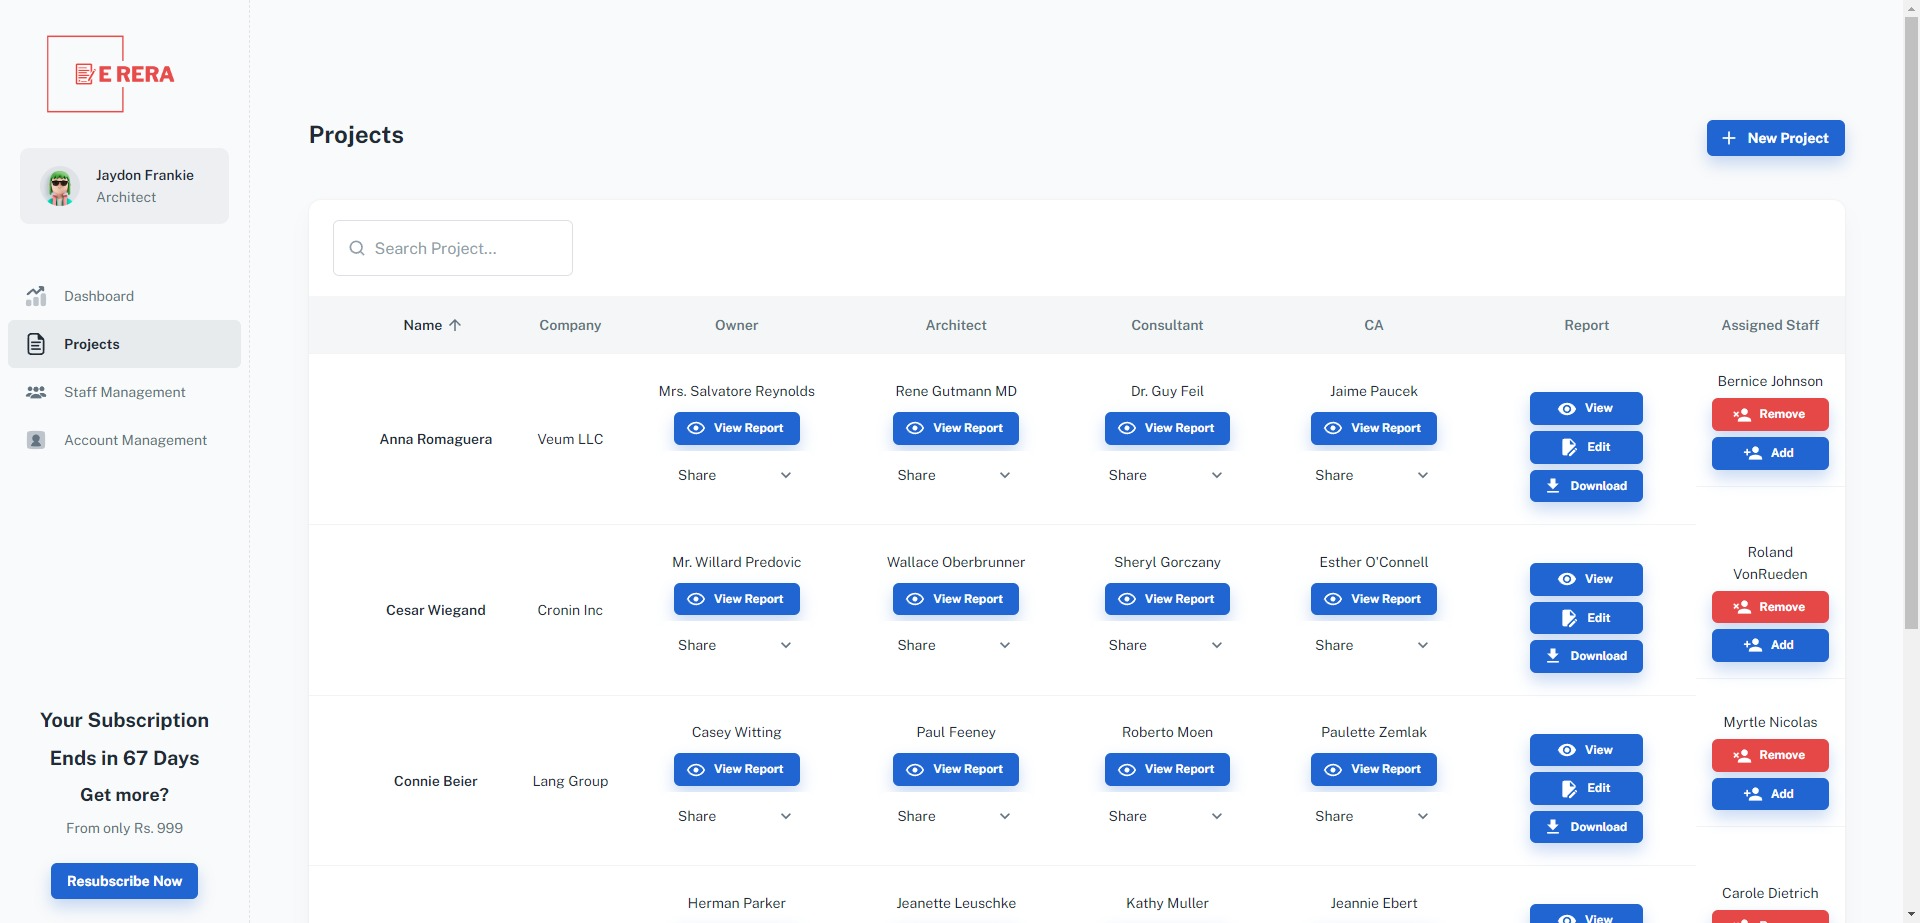 E RERA
Jaydon Frankie
Architect
Dashboard
Projects
Staff Management
Account Management
Your Subscription
Ends in 67 Days
Get more?
From only Rs. 999
Resubscribe Now
Projects
New Project
Search Project...
Name Company Owner Architect Consultant CA Report Assigned Staff
Anna Romaguera
Veum LLC
Mrs. Salvatore Reynolds
View Report
Share
Rene Gutmann MD
View Report
Share
Dr. Guy Feil
View Report
Share
Jaime Paucek
View Report
Share
View
Edit
Download
Bernice Johnson
Remove
Add
Cesar Wiegand
Cronin Inc
Mr. Willard Predovic
View Report
Share
Wallace Oberbrunner
View Report
Share
Sheryl Gorczany
View Report
Share
Esther O'Connell
View Report
Share
View
Edit
Download
Roland
VonRueden
Remove
Add
Connie Beier
Lang Group
Casey Witting
View Report
Share
Paul Feeney
View Report
Share
Roberto Moen
View Report
Share
Paulette Zemlak
View Report
Share
View
Edit
Download
Myrtle Nicolas
Remove
Add
Herman Parker
Jeanette Leuschke
Kathy Muller
Jeannie Ebert
View
Carole Dietrich